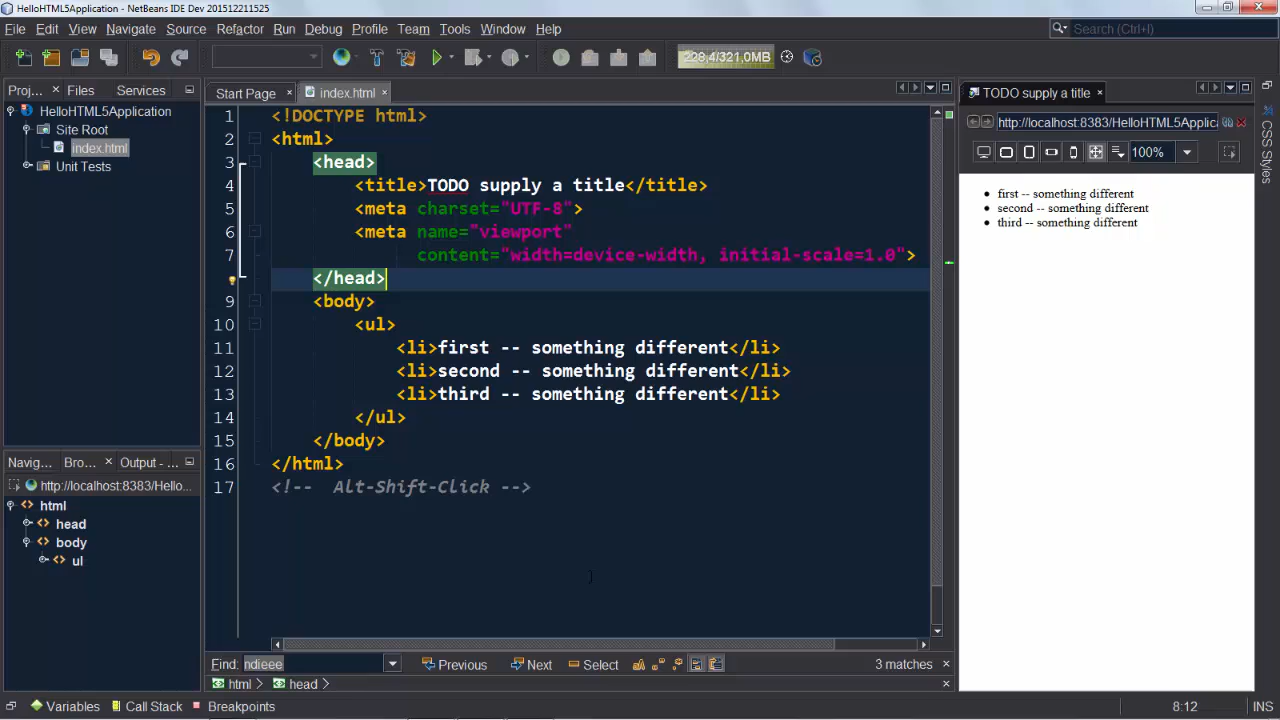 HelloHTML5Application - NetBeans IDE Dev 201512211525
File Edit View Navigate Source Refactor Run Debug Profile Team Tools Window Help
Search (Ctrl+I)
228,4/321,0MB
Proj... Files Services
HelloHTML5Application
Site Root
index.html
Unit Tests
Start Page index.html
1 <!DOCTYPE html>
2 <html>
3 <head>
4 <title>TODO supply a title</title>
5 <meta charset="UTF-8">
6 <meta name="viewport"
7 content="width=device-width, initial-scale=1.0">
8 </head>
9 <body>
10 <ul>
11 <li>first -- something different</li>
12 <li>second -- something different</li>
13 <li>third -- something different</li>
14 </ul>
15 </body>
16 </html>
17 <!-- Alt-Shift-Click -->
TODO supply a title
http://localhost:8383/HelloHTML5Applica
100%
first -- something different
second -- something different
third -- something different
CSS Styles
Navig... Bro... Output - ...
http://localhost:8383/Hello...
html
head
body
ul
Find: ndieee Previous Next Select aA 3 matches
html head
Variables Call Stack Breakpoints 8:12 INS